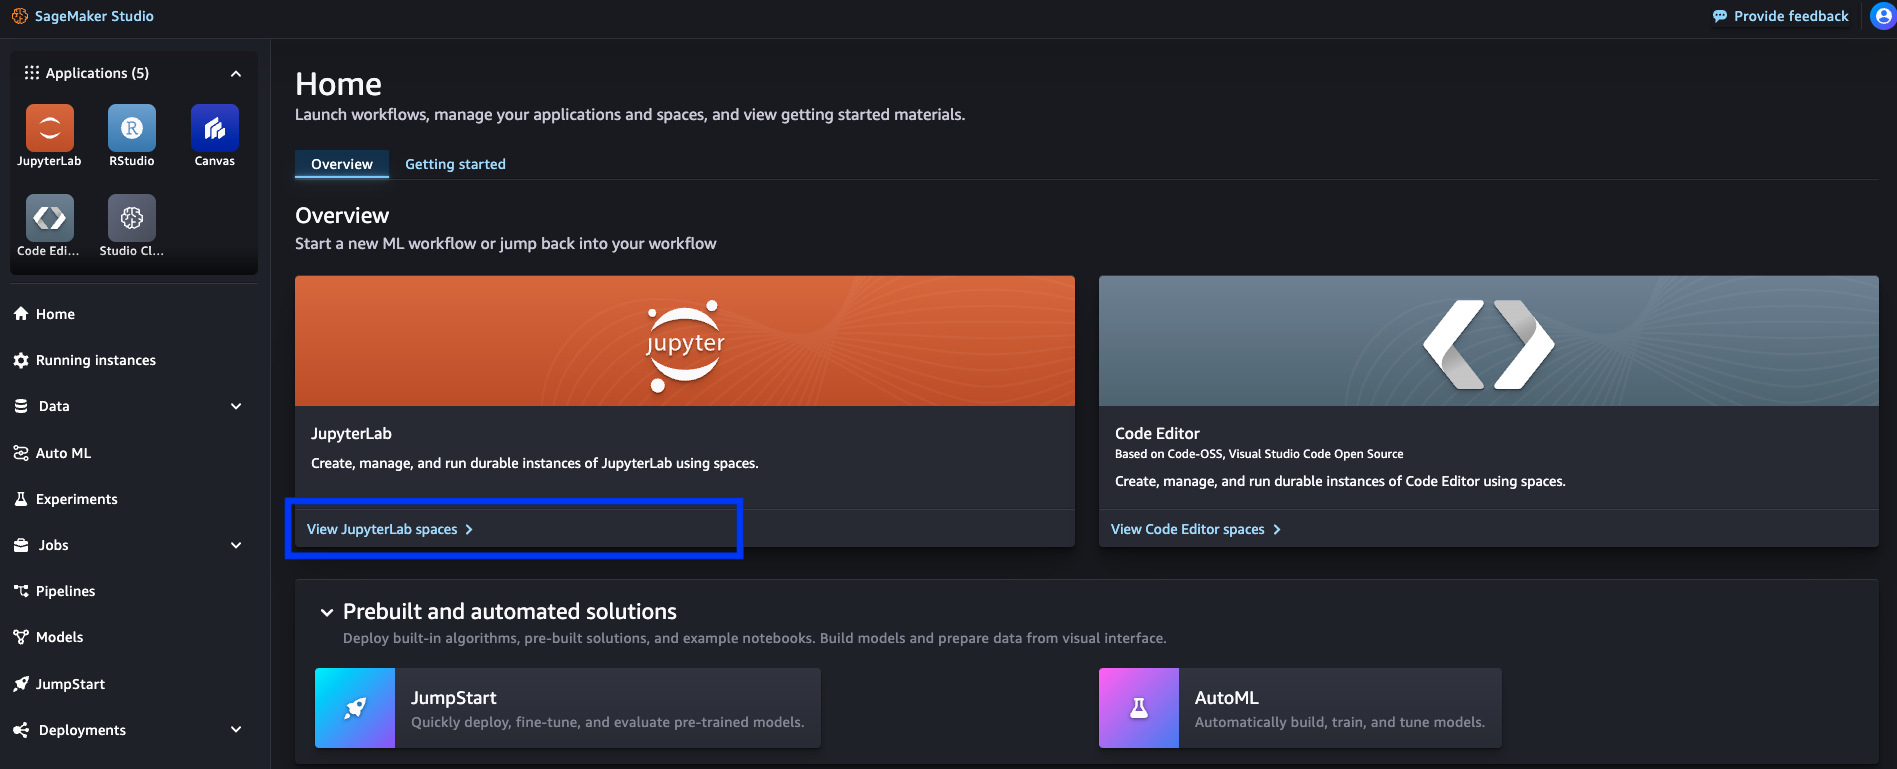 SageMaker Studio
Provide feedback
Applications (5)
JupyterLab
RStudio
Canvas
Code Edi...
Studio Cl...
Home
Running instances
Data
Auto ML
Experiments
Jobs
Pipelines
Models
JumpStart
Deployments
Home
Launch workflows, manage your applications and spaces, and view getting started materials.
Overview
Getting started
Overview
Start a new ML workflow or jump back into your workflow
jupyter
JupyterLab
Create, manage, and run durable instances of JupyterLab using spaces.
View JupyterLab spaces
Code Editor
Based on Code-OSS, Visual Studio Code Open Source
Create, manage, and run durable instances of Code Editor using spaces.
View Code Editor spaces
Prebuilt and automated solutions
Deploy built-in algorithms, pre-built solutions, and example notebooks. Build models and prepare data from visual interface.
JumpStart
Quickly deploy, fine-tune, and evaluate pre-trained models.
AutoML
Automatically build, train, and tune models.